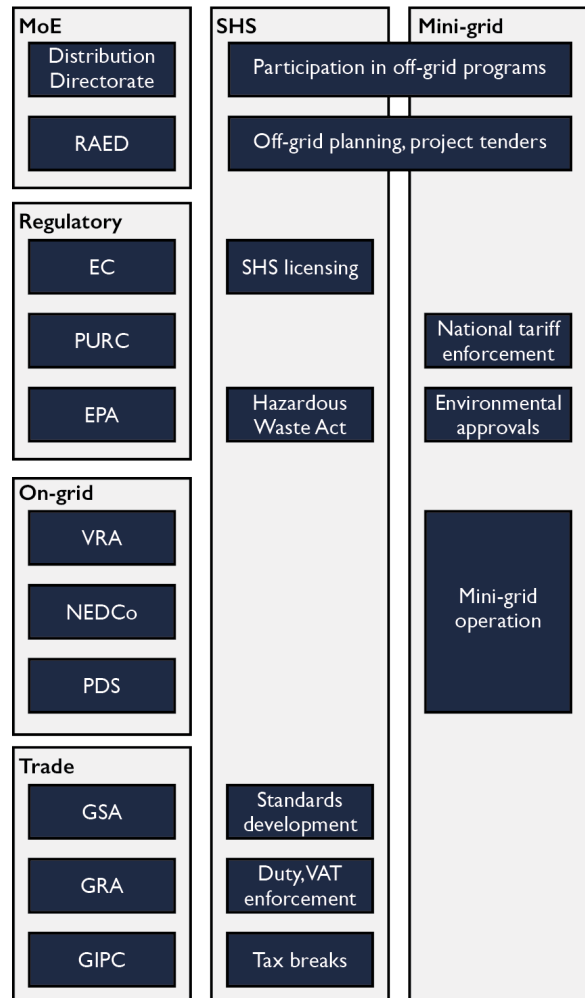 MoE
SHS
Mini-grid
Distribution
Directorate
Participation in off-grid programs
RAED
Off-grid planning, project tenders
Regulatory
EC
SHS licensing
PURC
National tariff
enforcement
EPA
Hazardous
Waste Act
Environmental
approvals
On-grid
VRA
NEDCo
PDS
Mini-grid
operation
Trade
GSA
Standards
development
GRA
Duty, VAT
enforcement
GIPC
Tax breaks